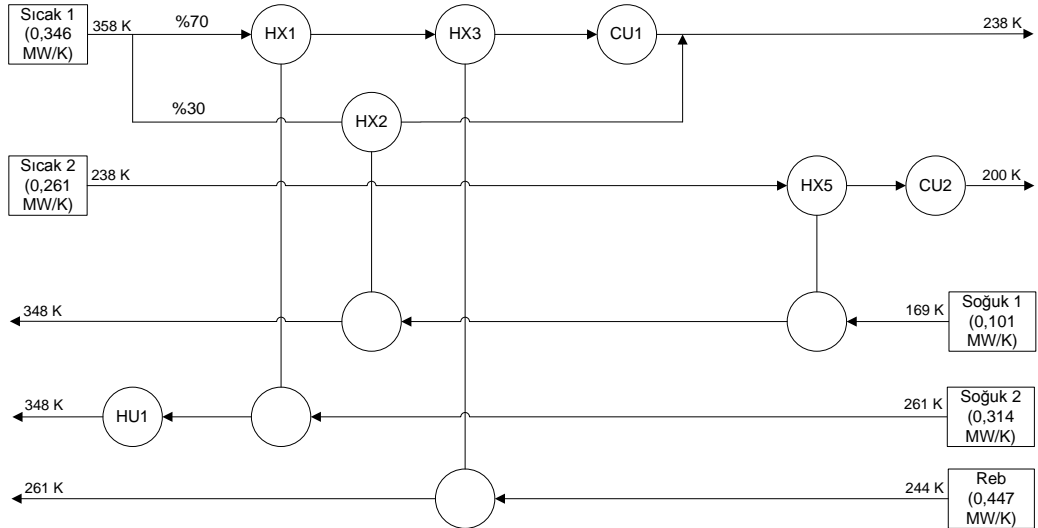 Sıcak 1
(0,346
MW/K)
358 K
%70
HX1
HX3
CU1
238 K
%30
HX2
Sıcak 2
(0,261
MW/K)
238 K
HX5
CU2
200 K
348 K
169 K
Soğuk 1
(0,101
MW/K)
348 K
HU1
261 K
Soğuk 2
(0,314
MW/K)
261 K
244 K
Reb
(0,447
MW/K)